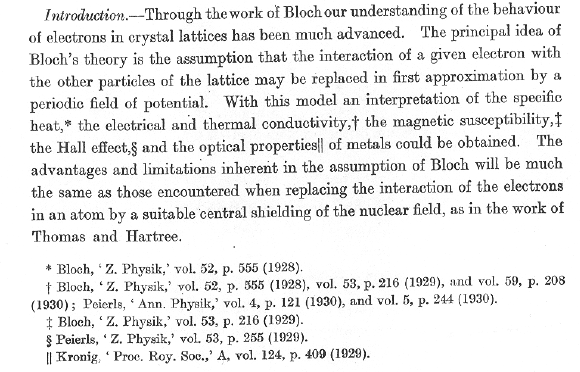 Introduction.—Through the work of Bloch our understanding of the behaviour
of electrons in crystal lattices has been much advanced. The principal idea of
Bloch's theory is the assumption that the interaction of a given electron with
the other particles of the lattice may be replaced in first approximation by a
periodic field of potential. With this model an interpretation of the specific
heat,* the electrical and thermal conductivity,† the magnetic susceptibility,‡
the Hall effect,§ and the optical properties|| of metals could be obtained. The
advantages and limitations inherent in the assumption of Bloch will be much
the same as those encountered when replacing the interaction of the electrons
in an atom by a suitable central shielding of the nuclear field, as in the work of
Thomas and Hartree.
* Bloch, ' Z. Physik,' vol. 52, p. 555 (1928).
† Bloch, ' Z. Physik,' vol. 52, p. 555 (1928), vol. 53, p. 216 (1929), and vol. 59, p. 208
(1930) ; Peierls, ' Ann. Physik,' vol. 4, p. 121 (1930), and vol. 5, p. 244 (1930).
‡ Bloch, ' Z. Physik,' vol. 53, p. 216 (1929).
§ Peierls, ' Z. Physik,' vol. 53, p. 255 (1929).
|| Kronig, ' Proc. Roy. Soc.,' A, vol. 124, p. 409 (1929).